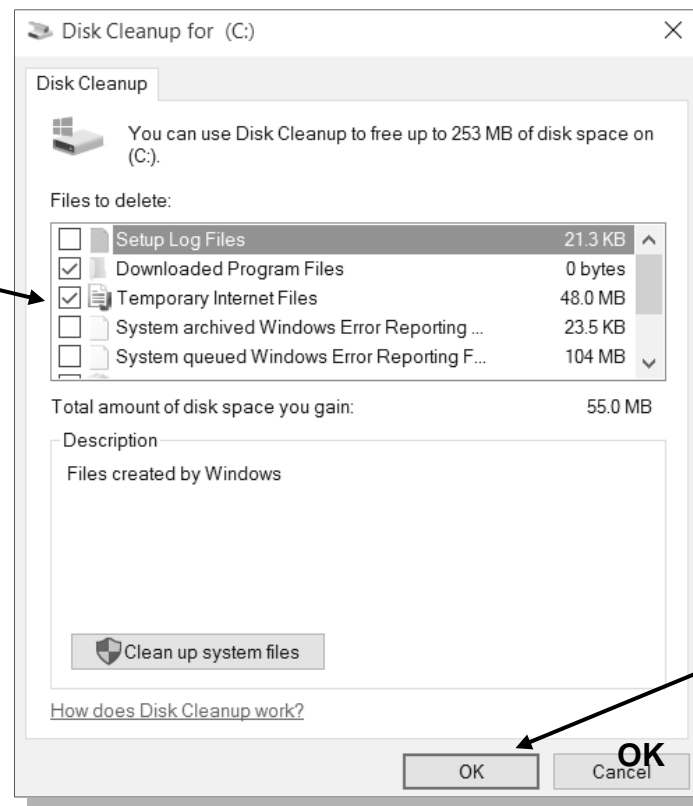 Disk Cleanup for (C:)
Disk Cleanup
You can use Disk Cleanup to free up to 253 MB of disk space on
(C:).
Files to delete:
Setup Log Files 21.3 KB
Downloaded Program Files 0 bytes
Temporary Internet Files 48.0 MB
System archived Windows Error Reporting ... 23.5 KB
System queued Windows Error Reporting F... 104 MB
Total amount of disk space you gain: 55.0 MB
Description
Files created by Windows
Clean up system files
How does Disk Cleanup work?
OK Cancel
OK